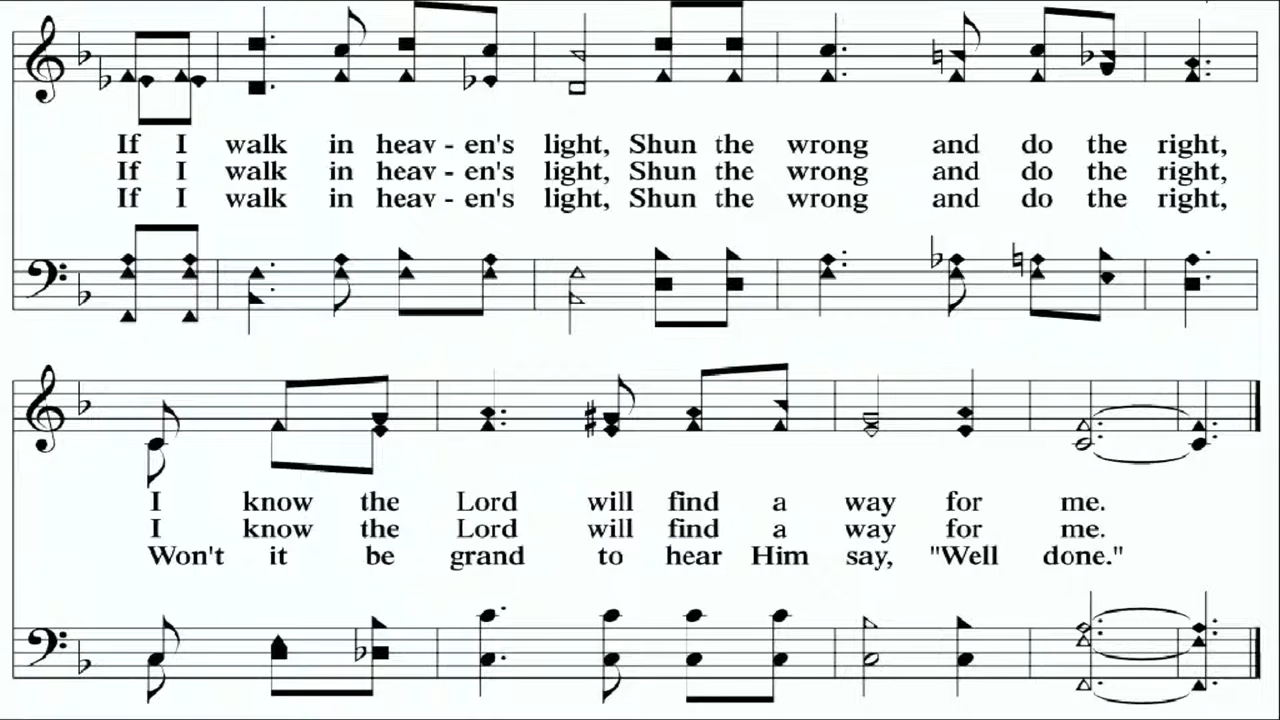 If I walk in heav - en's light, Shun the wrong and do the right,
If I walk in heav - en's light, Shun the wrong and do the right,
If I walk in heav - en's light, Shun the wrong and do the right,
I know the Lord will find a way for me.
I know the Lord will find a way for me.
Won't it be grand to hear Him say, "Well done."